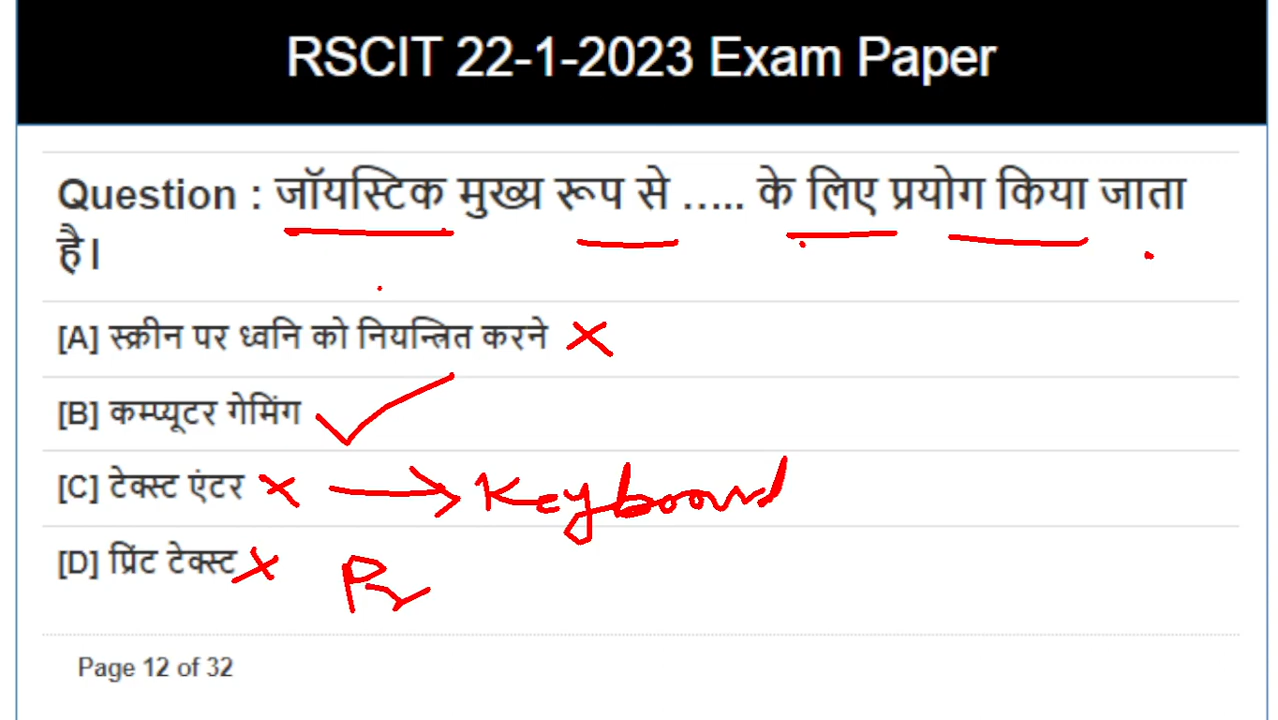 RSCIT 22-1-2023 Exam Paper
Question : जॉयस्टिक मुख्य रूप से ….. के लिए प्रयोग किया जाता
है।
[A] स्क्रीन पर ध्वनि को नियन्त्रित करने
[B] कम्प्यूटर गेमिंग
[C] टेक्स्ट एंटर → Keyboard
[D] प्रिंट टेक्स्ट Pr
Page 12 of 32